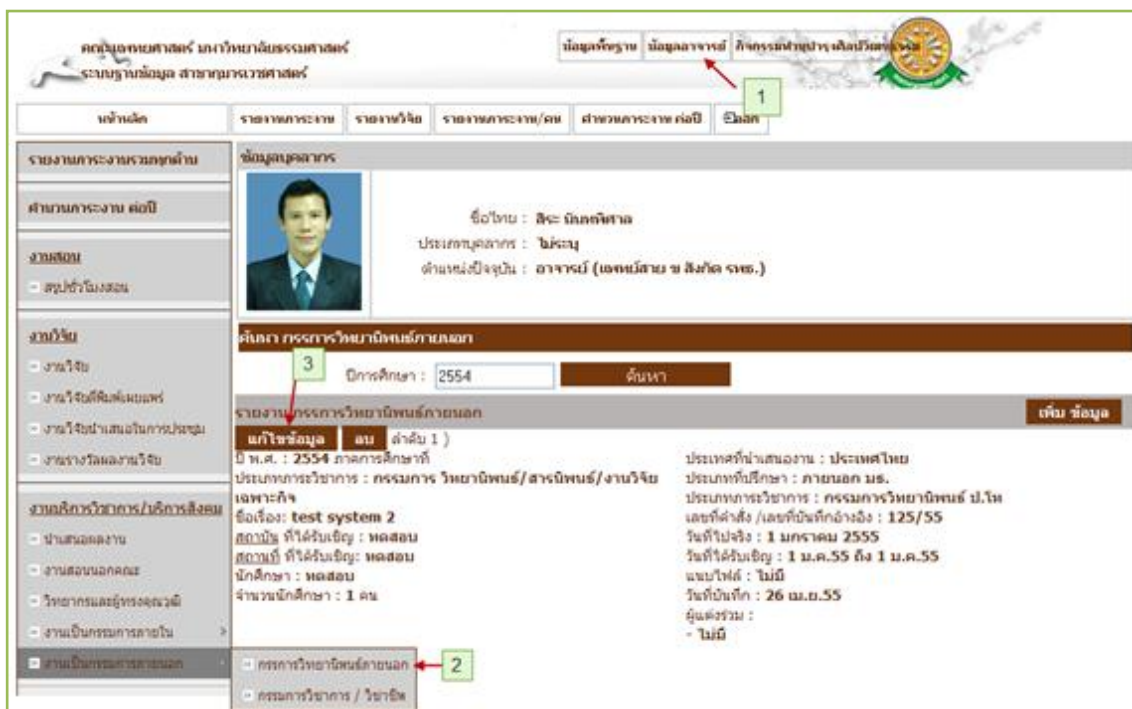 คณะแพทยศาสตร์ มหาวิทยาลัยธรรมศาสตร์
ระบบฐานข้อมูล สาขากุมารเวชศาสตร์
ข้อมูลพื้นฐาน ข้อมูลอาจารย์ กิจกรรมทำนุบำรุงศิลปวัฒนธรรม
1
หน้าหลัก รายงานภาระงาน รายงานวิจัย รายงานภาระงาน/คน คำนวนภาระงาน ต่อปี ออก
รายงานภาระงานรวมทุกด้าน
คำนวนภาระงาน ต่อปี
งานสอน
สรุปชั่วโมงสอน
งานวิจัย
งานวิจัย
งานวิจัยตีพิมพ์เผยแพร่
งานวิจัยนำเสนอในการประชุม
งานรางวัลผลงานวิจัย
งานบริการวิชาการ/บริการสังคม
นำเสนอผลงาน
งานสอนนอกคณะ
วิทยากรและผู้ทรงคุณวุฒิ
งานเป็นกรรมการภายใน >
งานเป็นกรรมการภายนอก
ข้อมูลบุคลากร
ชื่อไทย : สิระ
ประเภทบุคลากร : ไม่ระบุ
ตำแหน่งปัจจุบัน : อาจารย์ (แพทย์สาย ข สังกัด รพธ.)
ค้นหา กรรการวิทยานิพนธ์ภายนอก
3
ปีการศึกษา : 2554 ค้นหา
รายงาน กรรการวิทยานิพนธ์ภายนอก เพิ่ม ข้อมูล
แก้ไขข้อมูล ลบ ลำดับ 1 )
ปี พ.ศ. : 2554 ภาคการศึกษาที่
ประเภทภาระวิชาการ : กรรมการ วิทยานิพนธ์/สารนิพนธ์/งานวิจัย
เฉพาะกิจ
ชื่อเรื่อง: test system 2
สถาบัน ที่ได้รับเชิญ : ทดสอบ
สถานที่ ที่ได้รับเชิญ: ทดสอบ
นักศึกษา : ทดสอบ
จำนวนนักศึกษา : 1 คน
ประเทศที่นำเสนองาน : ประเทศไทย
ประเภทที่ปรึกษา : ภายนอก มธ.
ประเภทภาระวิชาการ : กรรมการวิทยานิพนธ์ ป.โท
เลขที่คำสั่ง /เลขที่บันทึกอ้างอิง : 125/55
วันที่ไปจริง : 1 มกราคม 2555
วันที่ได้รับเชิญ : 1 ม.ค.55 ถึง 1 ม.ค.55
แนบไฟล์ : ไม่มี
วันที่บันทึก : 26 เม.ย.55
ผู้แต่งร่วม :
- ไม่มี
กรรการวิทยานิพนธ์ภายนอก 2
กรรมการวิชาการ / วิชาชีพ